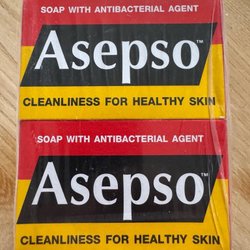 SOAP WITH ANTIBACTERIAL AGENT
Asepso™
CLEANLINESS FOR HEALTHY SKIN
SOAP WITH ANTIBACTERIAL AGENT
Asepso™
CLEANLINESS FOR HEALTHY SKIN